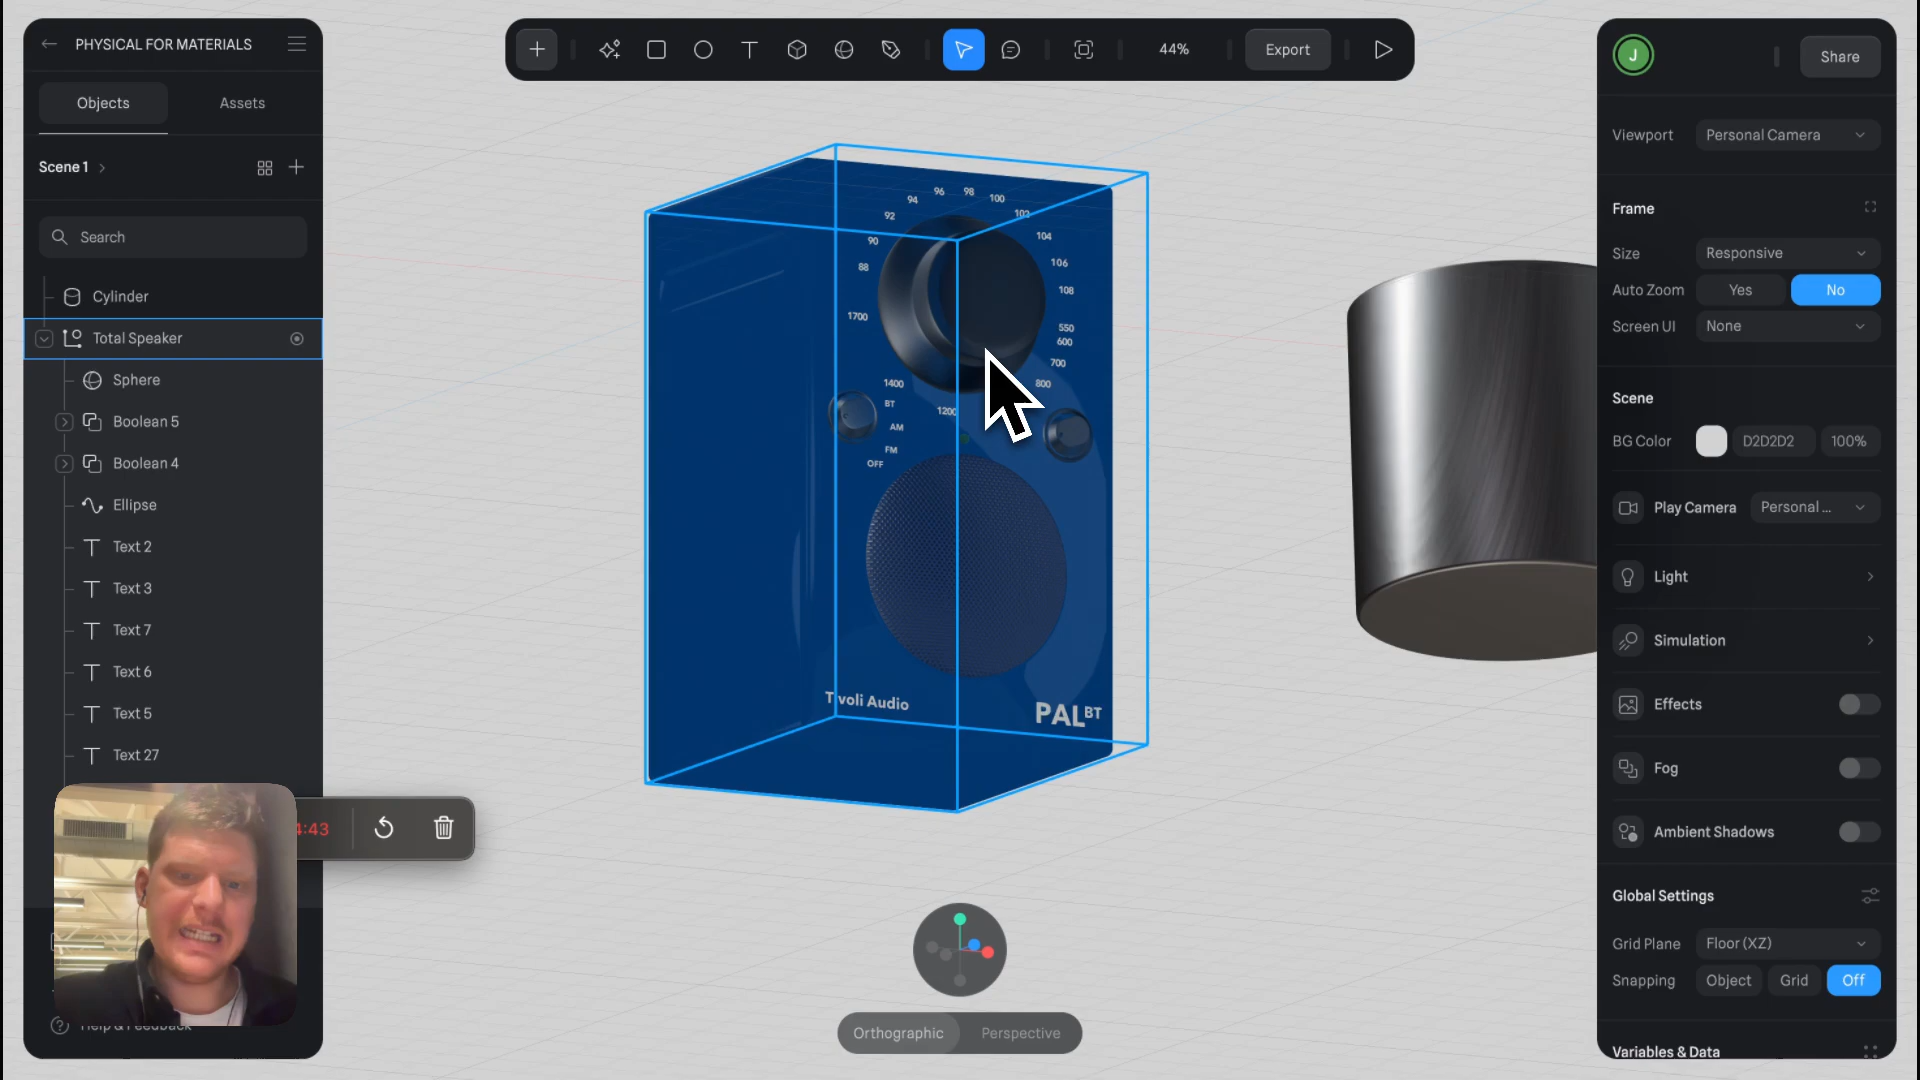 PHYSICAL FOR MATERIALS
44%
Export
J
Share
Objects
Assets
Scene 1
Search
Cylinder
Total Speaker
Sphere
Boolean 5
Boolean 4
Ellipse
Text 2
Text 3
Text 7
Text 6
Text 5
Text 27
:43
Help & Feedback
88
90
92
94
96
98
100
102
104
106
108
1700
1400
1200
550
600
700
800
BT
AM
FM
OFF
Tivoli Audio
PAL BT
Orthographic
Perspective
Viewport
Personal Camera
Frame
Size
Responsive
Auto Zoom
Yes
No
Screen UI
None
Scene
BG Color
D2D2D2
100%
Play Camera
Personal ...
Light
Simulation
Effects
Fog
Ambient Shadows
Global Settings
Grid Plane
Floor (XZ)
Snapping
Object
Grid
Off
Variables & Data